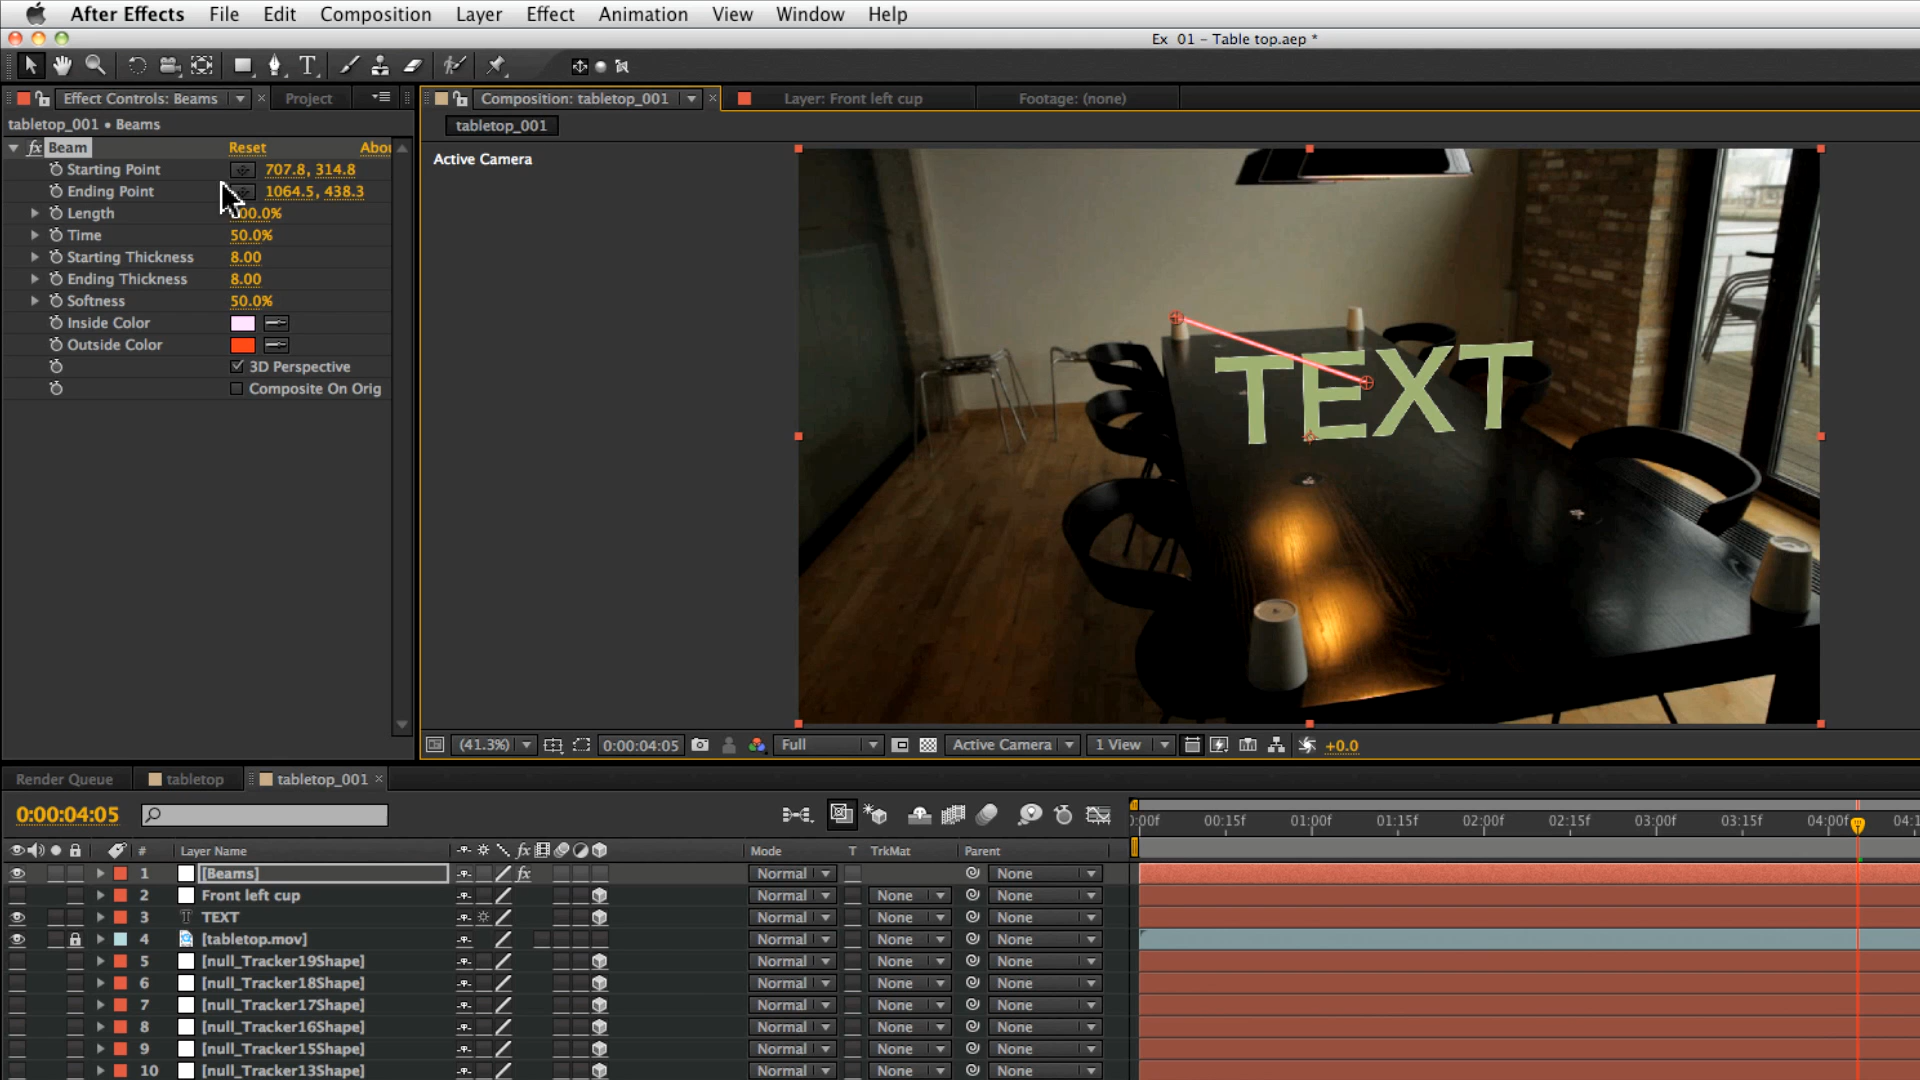 After Effects File Edit Composition Layer Effect Animation View Window Help
Ex 01 - Table top.aep *
Effect Controls: Beams Project Composition: tabletop_001 Layer: Front left cup Footage: (none)
tabletop_001 • Beams
tabletop_001
fx Beam Reset
Active Camera
Starting Point 707.8, 314.8
Ending Point 1064.5, 438.3
Length
Time 50.0%
Starting Thickness 8.00
Ending Thickness 8.00
Softness 50.0%
Inside Color
Outside Color
3D Perspective
Composite On Orig
TEXT
(41.3%) 0:00:04:05 Full Active Camera 1 View +0.0
Render Queue tabletop tabletop_001
0:00:04:05
:00f 00:15f 01:00f 01:15f 02:00f 02:15f 03:00f 03:15f 04:00f 04:1
# Layer Name fx Mode T TrkMat Parent
1 [Beams] fx Normal None
2 Front left cup Normal None None
3 T TEXT Normal None None
4 [tabletop.mov] Normal None None
5 [null_Tracker19Shape] Normal None None
6 [null_Tracker18Shape] Normal None None
7 [null_Tracker17Shape] Normal None None
8 [null_Tracker16Shape] Normal None None
9 [null_Tracker15Shape] Normal None None
10 [null_Tracker13Shape] Normal None None